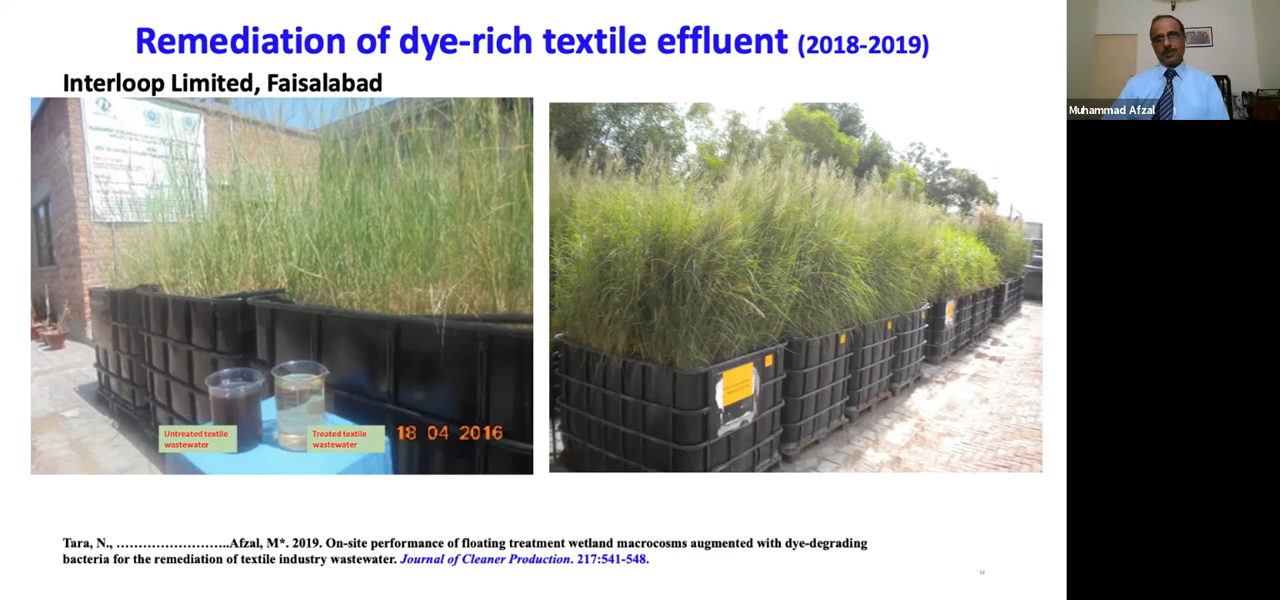 Remediation of dye-rich textile effluent (2018-2019)
Interloop Limited, Faisalabad
Muhammad Afzal
Untreated textile
wastewater
Treated textile
wastewater
18 04 2016
Tara, N., ……………………..Afzal, M*. 2019. On-site performance of floating treatment wetland macrocosms augmented with dye-degrading
bacteria for the remediation of textile industry wastewater. Journal of Cleaner Production. 217:541-548.